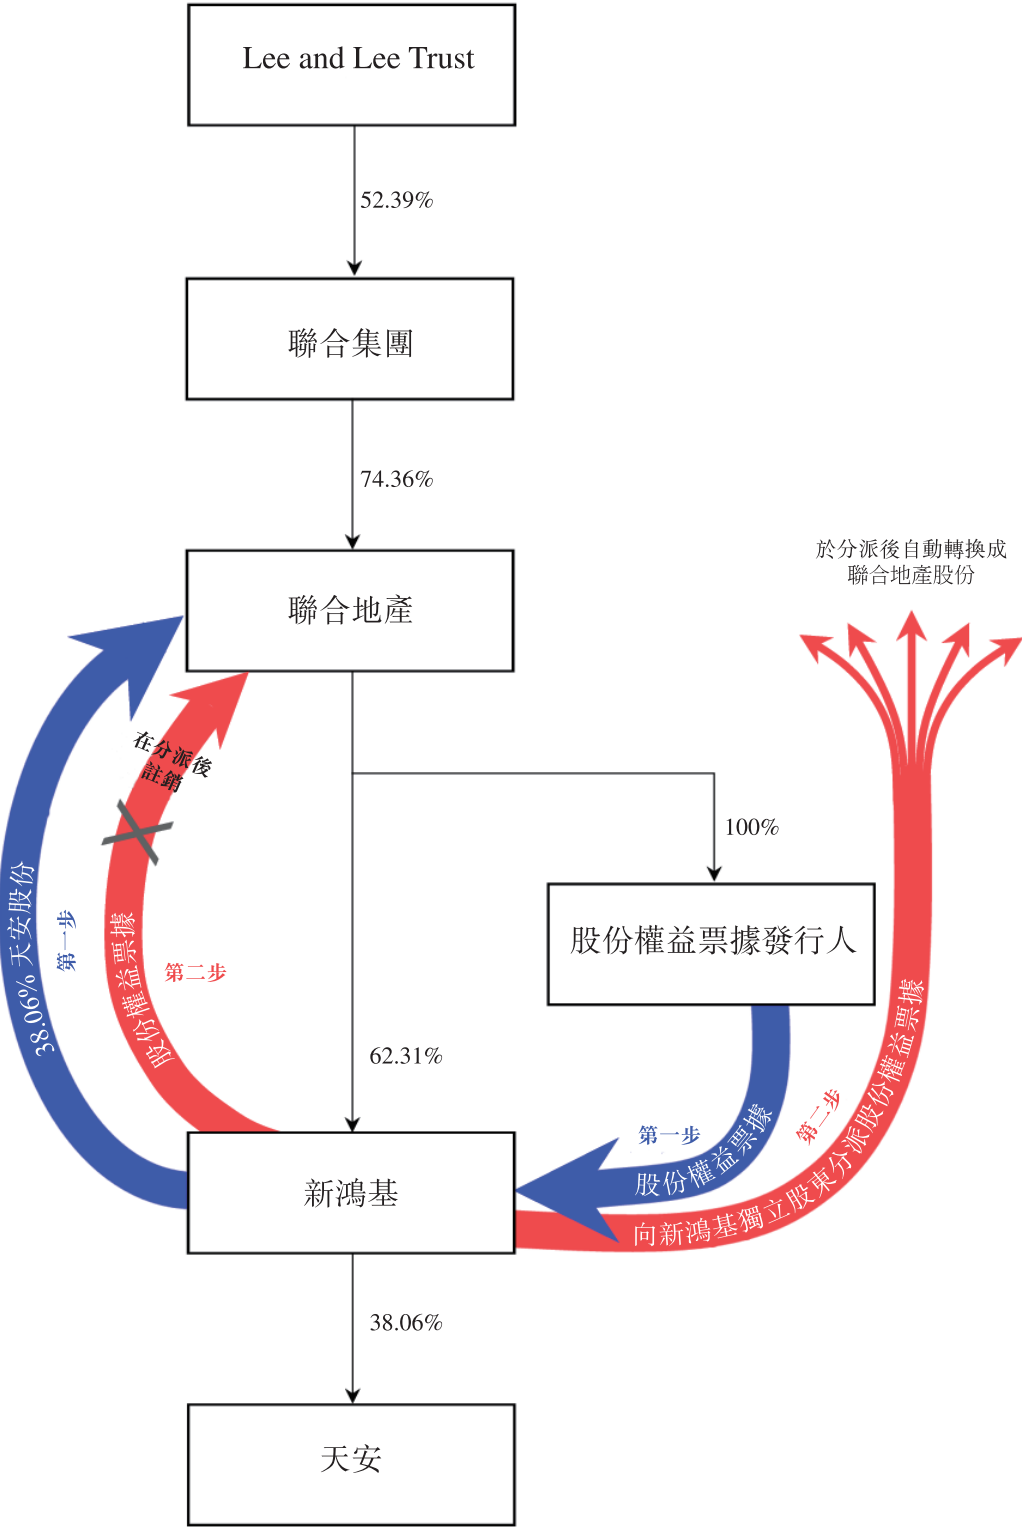 Lee and Lee Trust
52.39%
聯合集團
74.36%
於分派後自動轉換成
聯合地產股份
聯合地產
在分派後
註銷
100%
股份權益票據發行人
38.06% 天安股份
第一步
股份權益票據
第二步
62.31%
第一步
股份權益票據
第二步
向新鴻基獨立股東分派股份權益票據
新鴻基
38.06%
天安